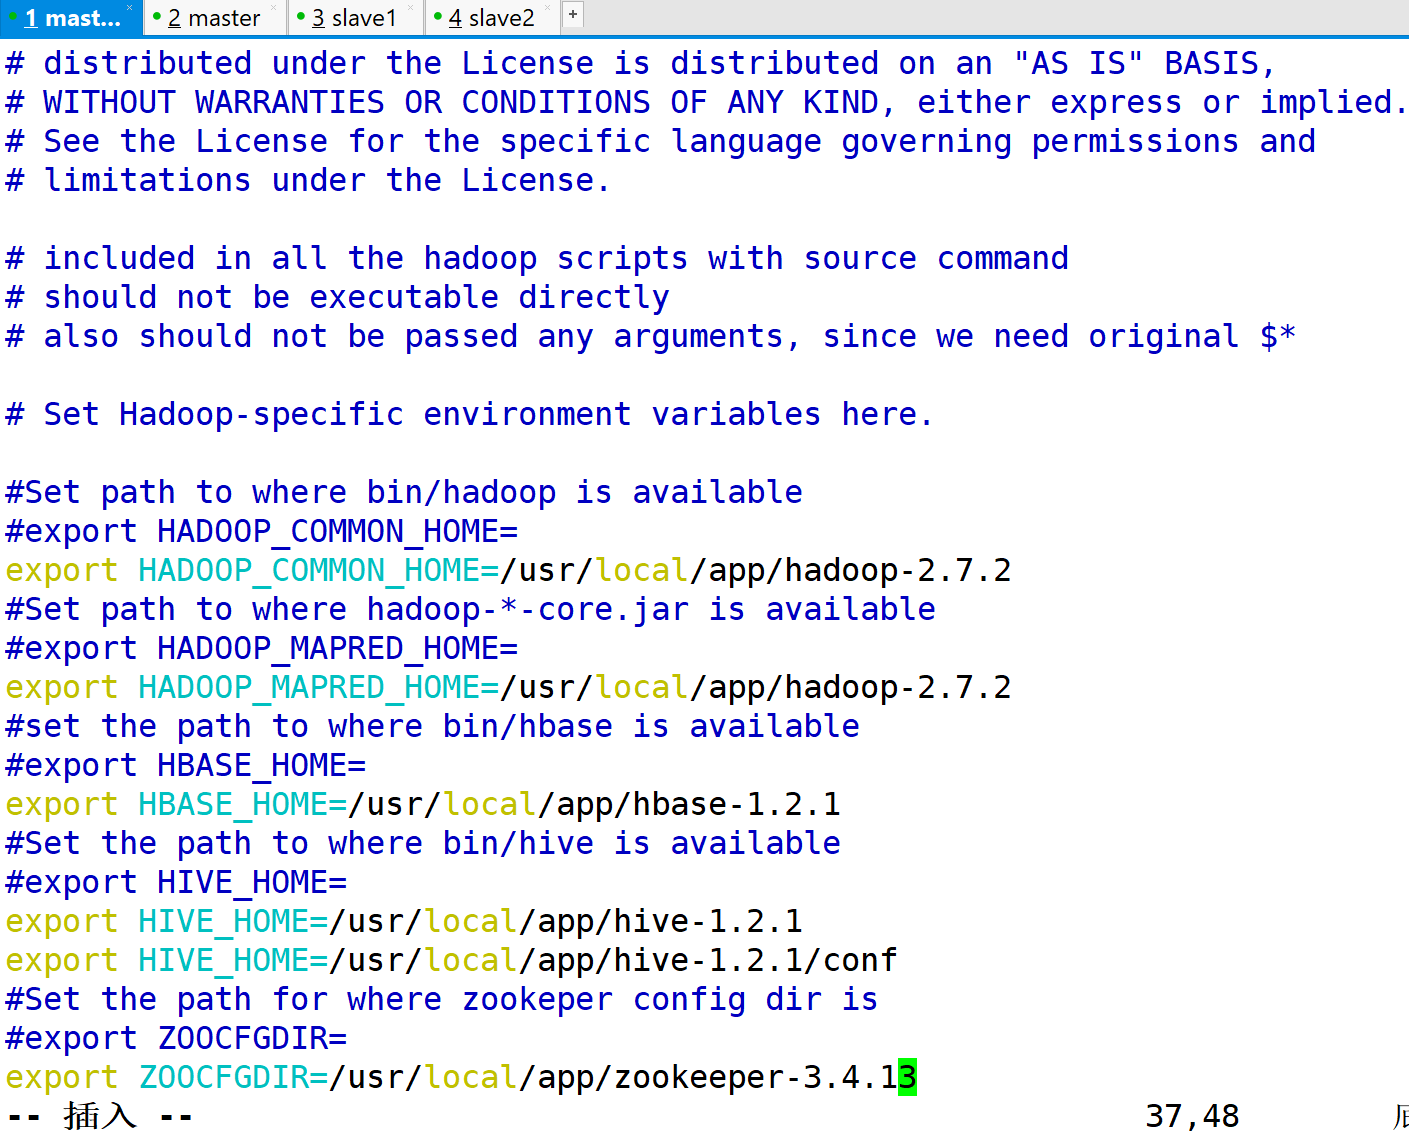 1 mast... 2 master 3 slave1 4 slave2 +
# distributed under the License is distributed on an "AS IS" BASIS,
# WITHOUT WARRANTIES OR CONDITIONS OF ANY KIND, either express or implied.
# See the License for the specific language governing permissions and
# limitations under the License.
# included in all the hadoop scripts with source command
# should not be executable directly
# also should not be passed any arguments, since we need original $*
# Set Hadoop-specific environment variables here.
#Set path to where bin/hadoop is available
#export HADOOP_COMMON_HOME=
export HADOOP_COMMON_HOME=/usr/local/app/hadoop-2.7.2
#Set path to where hadoop-*-core.jar is available
#export HADOOP_MAPRED_HOME=
export HADOOP_MAPRED_HOME=/usr/local/app/hadoop-2.7.2
#set the path to where bin/hbase is available
#export HBASE_HOME=
export HBASE_HOME=/usr/local/app/hbase-1.2.1
#Set the path to where bin/hive is available
#export HIVE_HOME=
export HIVE_HOME=/usr/local/app/hive-1.2.1
export HIVE_HOME=/usr/local/app/hive-1.2.1/conf
#Set the path for where zookeper config dir is
#export ZOOCFGDIR=
export ZOOCFGDIR=/usr/local/app/zookeeper-3.4.13
-- 插入 -- 37,48